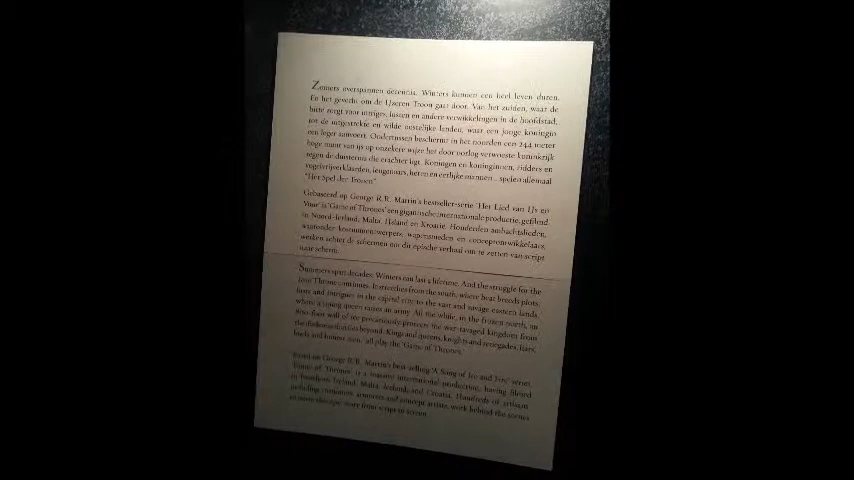 Zomers overspannen decennia. Winters kunnen een heel leven duren.
En het gevecht om de IJzeren Troon gaat door. Van het zuiden, waar de
hitte zorgt voor intriges, lusten en andere verwikkelingen in de hoofdstad,
tot de uitgestrekte en wilde oostelijke landen, waar een jonge koningin
een leger aanvoert. Ondertussen beschermt in het noorden een 244 meter
hoge muur van ijs op onzekere wijze het door oorlog verwoeste koninkrijk
tegen de duisternis die erachter ligt. Koningen en koninginnen, ridders en
vogelvrijverklaarden, leugenaars, heren en eerlijke mannen... spelen allemaal
"Het Spel der Tronen".
Gebaseerd op George R.R. Martin's bestseller-serie 'Het Lied van IJs en
Vuur' is 'Game of Thrones' een gigantische internationale productie, gefilmd
in Noord-Ierland, Malta, IJsland en Kroatië. Honderden ambachtslieden,
waaronder kostuumontwerpers, wapensmeden en conceptontwikkelaars,
werken achter de schermen om dit epische verhaal om te zetten van script
naar scherm.
Summers span decades. Winters can last a lifetime. And the struggle for the
Iron Throne continues. It stretches from the south, where heat breeds plots,
lusts and intrigues in the capital city, to the vast and savage eastern lands,
where a young queen raises an army. All the while, in the frozen north, an
800-foot wall of ice precariously protects the war-ravaged kingdom from
the darkness that lies beyond. Kings and queens, knights and renegades, liars,
lords and honest men, all play the 'Game of Thrones'.
Based on George R.R. Martin's best-selling 'A Song of Ice and Fire' series,
'Game of Thrones' is a massive international production, having filmed
in Northern Ireland, Malta, Iceland, and Croatia. Hundreds of artisans
including costumers, armorers and concept artists, work behind the scenes
to move this epic story from script to screen.